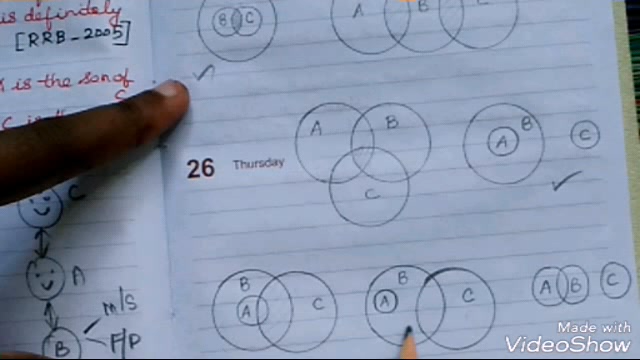 is definitely
[RRB-2005]
is the son of
C
A
B
C
m/S
F/P
B C
A B C
26 Thursday
A B
C
A B C
B
A C
B
A C
A B C
Made with
VideoShow